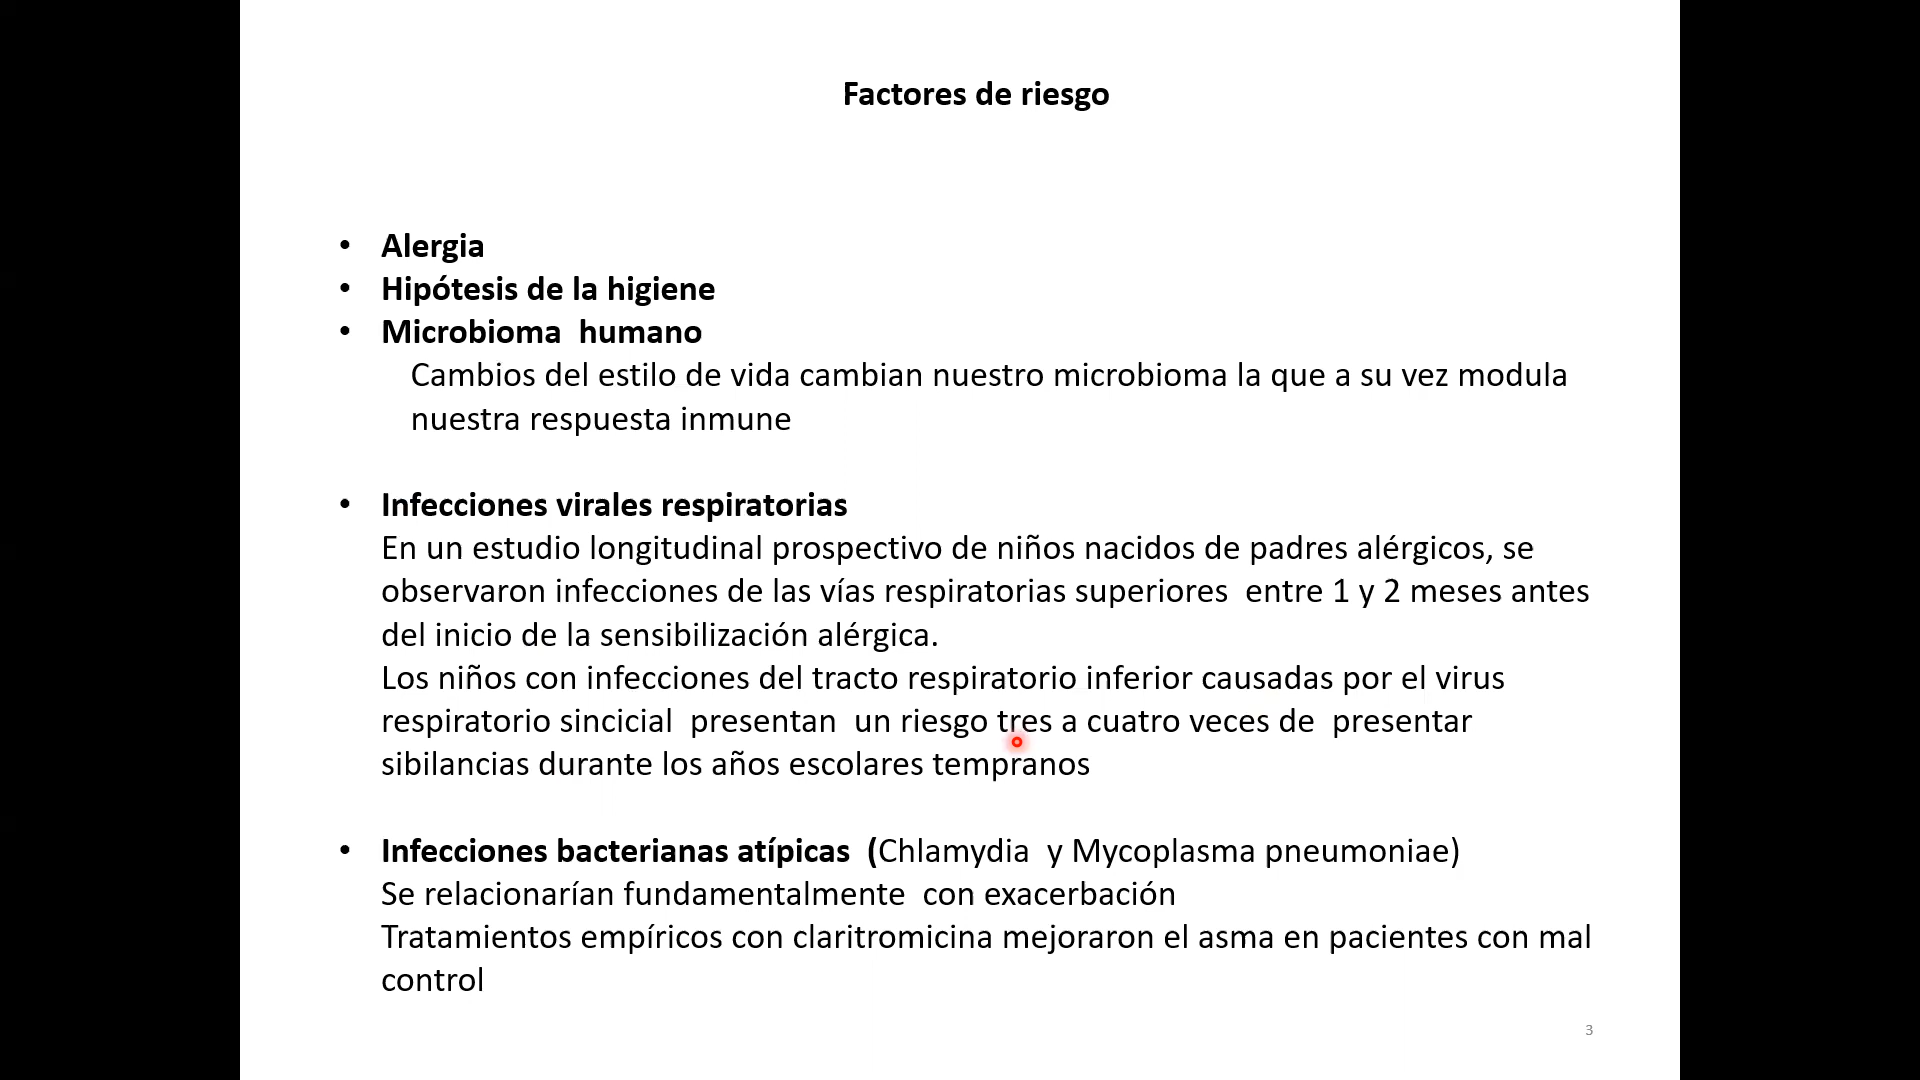 Factores de riesgo
• Alergia
• Hipótesis de la higiene
• Microbioma  humano
Cambios del estilo de vida cambian nuestro microbioma la que a su vez modula
nuestra respuesta inmune
• Infecciones virales respiratorias
En un estudio longitudinal prospectivo de niños nacidos de padres alérgicos, se
observaron infecciones de las vías respiratorias superiores  entre 1 y 2 meses antes
del inicio de la sensibilización alérgica.
Los niños con infecciones del tracto respiratorio inferior causadas por el virus
respiratorio sincicial  presentan  un riesgo tres a cuatro veces de  presentar
sibilancias durante los años escolares tempranos
• Infecciones bacterianas atípicas  (Chlamydia  y Mycoplasma pneumoniae)
Se relacionarían fundamentalmente  con exacerbación
Tratamientos empíricos con claritromicina mejoraron el asma en pacientes con mal
control
3